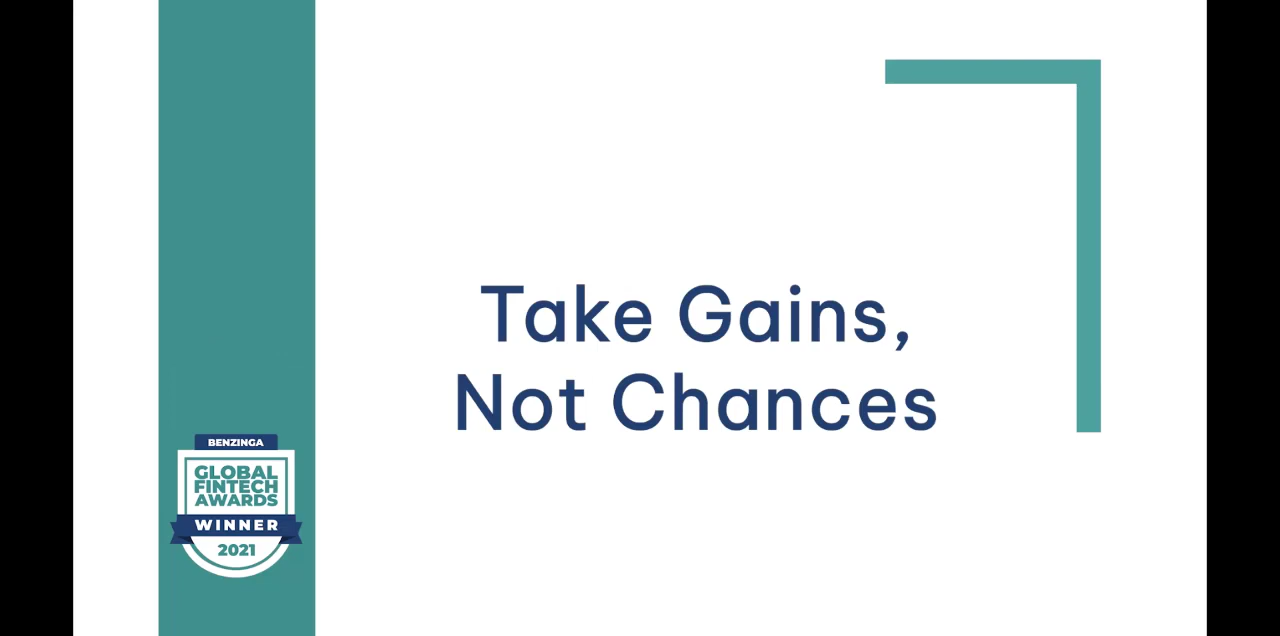 Take Gains,
Not Chances
BENZINGA
GLOBAL
FINTECH
AWARDS
WINNER
2021